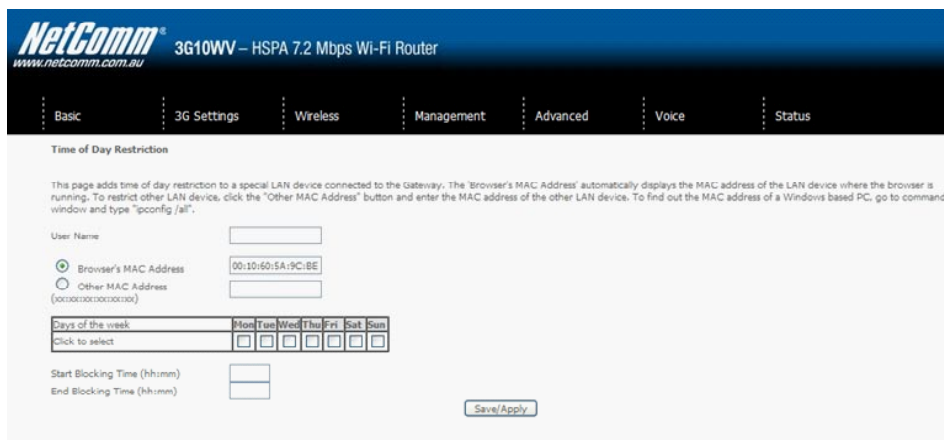 NetComm®
www.netcomm.com.au
3G10WV – HSPA 7.2 Mbps Wi-Fi Router
Basic 3G Settings Wireless Management Advanced Voice Status
Time of Day Restriction
This page adds time of day restriction to a special LAN device connected to the Gateway. The 'Browser's MAC Address' automatically displays the MAC address of the LAN device where the browser is
running. To restrict other LAN device, click the "Other MAC Address" button and enter the MAC address of the other LAN device. To find out the MAC address of a Windows based PC, go to command
window and type "ipconfig /all".
User Name
Browser's MAC Address 00:10:60:5A:9C:BE
Other MAC Address
(xx:xx:xx:xx:xx:xx)
Days of the week Mon Tue Wed Thu Fri Sat Sun
Click to select
Start Blocking Time (hh:mm)
End Blocking Time (hh:mm)
Save/Apply